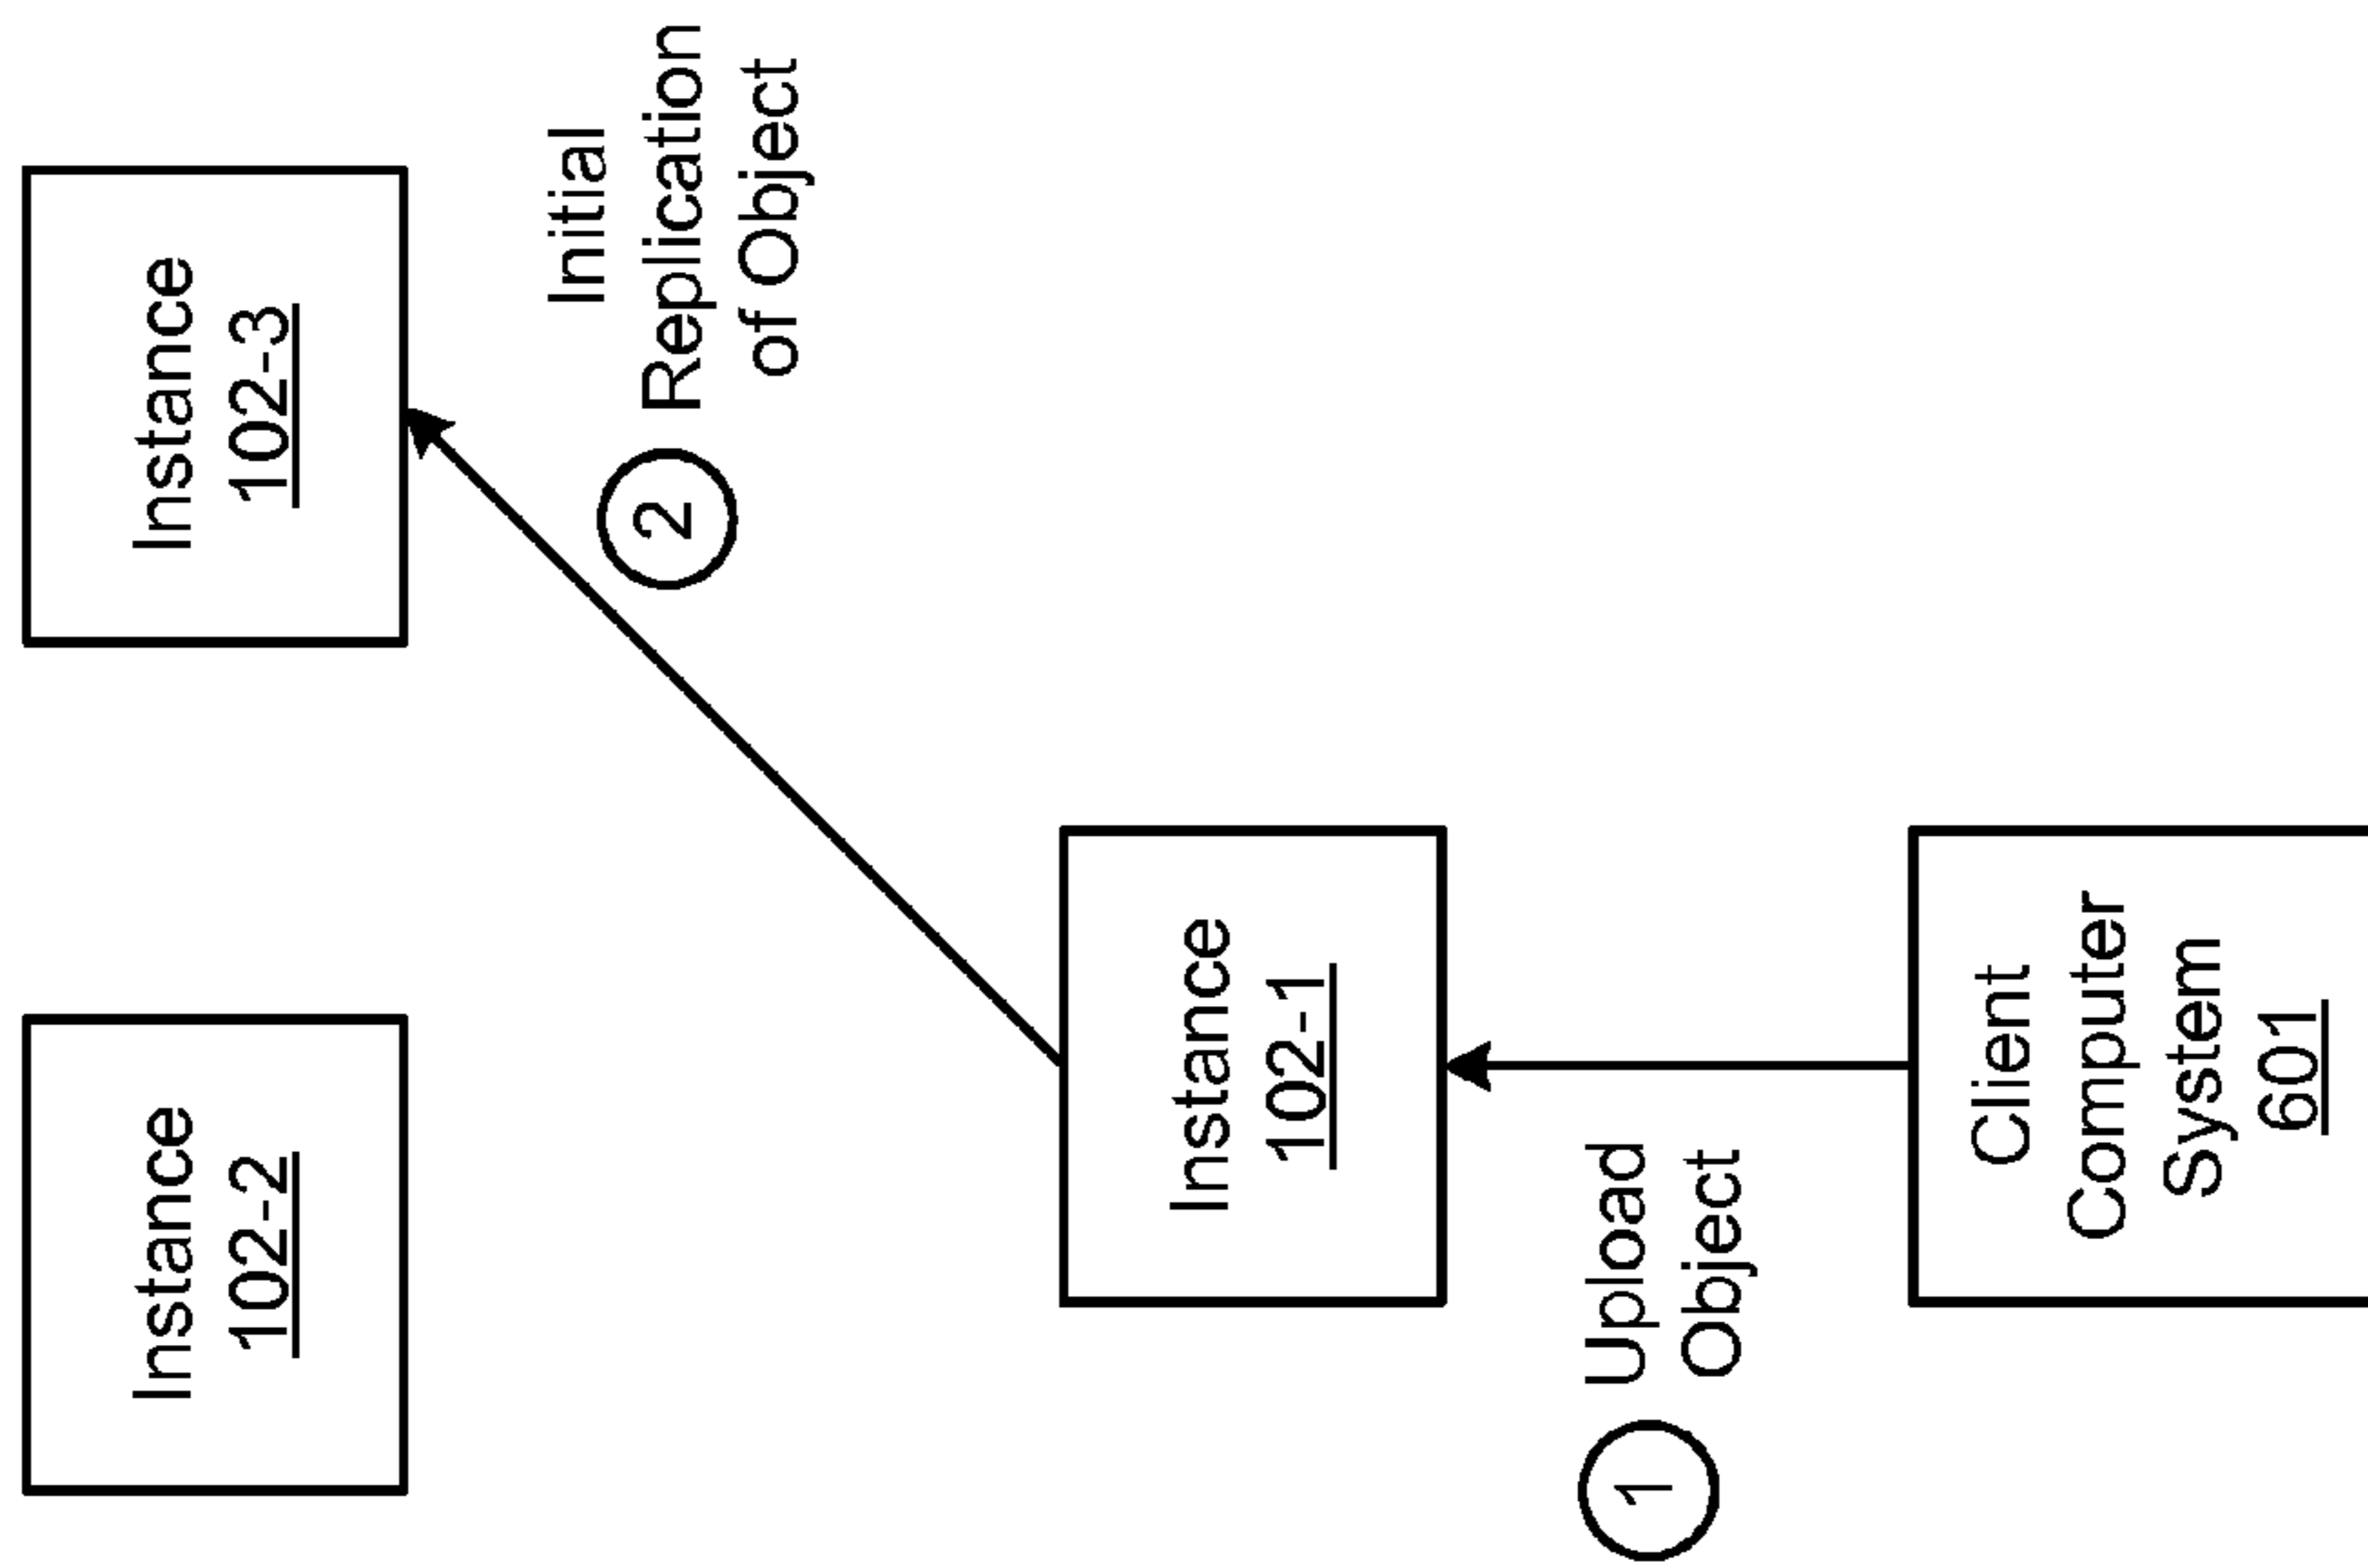 Instance
102-2
Instance
102-3
Initial
2 Replication
of Object
Instance
102-1
1 Upload
Object
Client
Computer
System
601